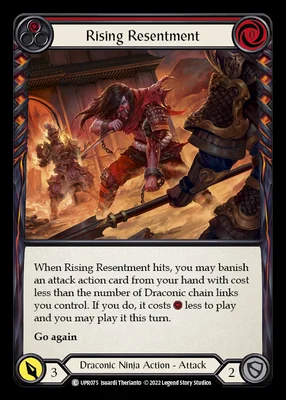 Rising Resentment
When Rising Resentment hits, you may banish
an attack action card from your hand with cost
less than the number of Draconic chain links
you control. If you do, it costs less to play
and you may play it this turn.
Go again
3
Draconic Ninja Action - Attack
2
C UPR075 Isuardi Therianto © 2022 Legend Story Studios